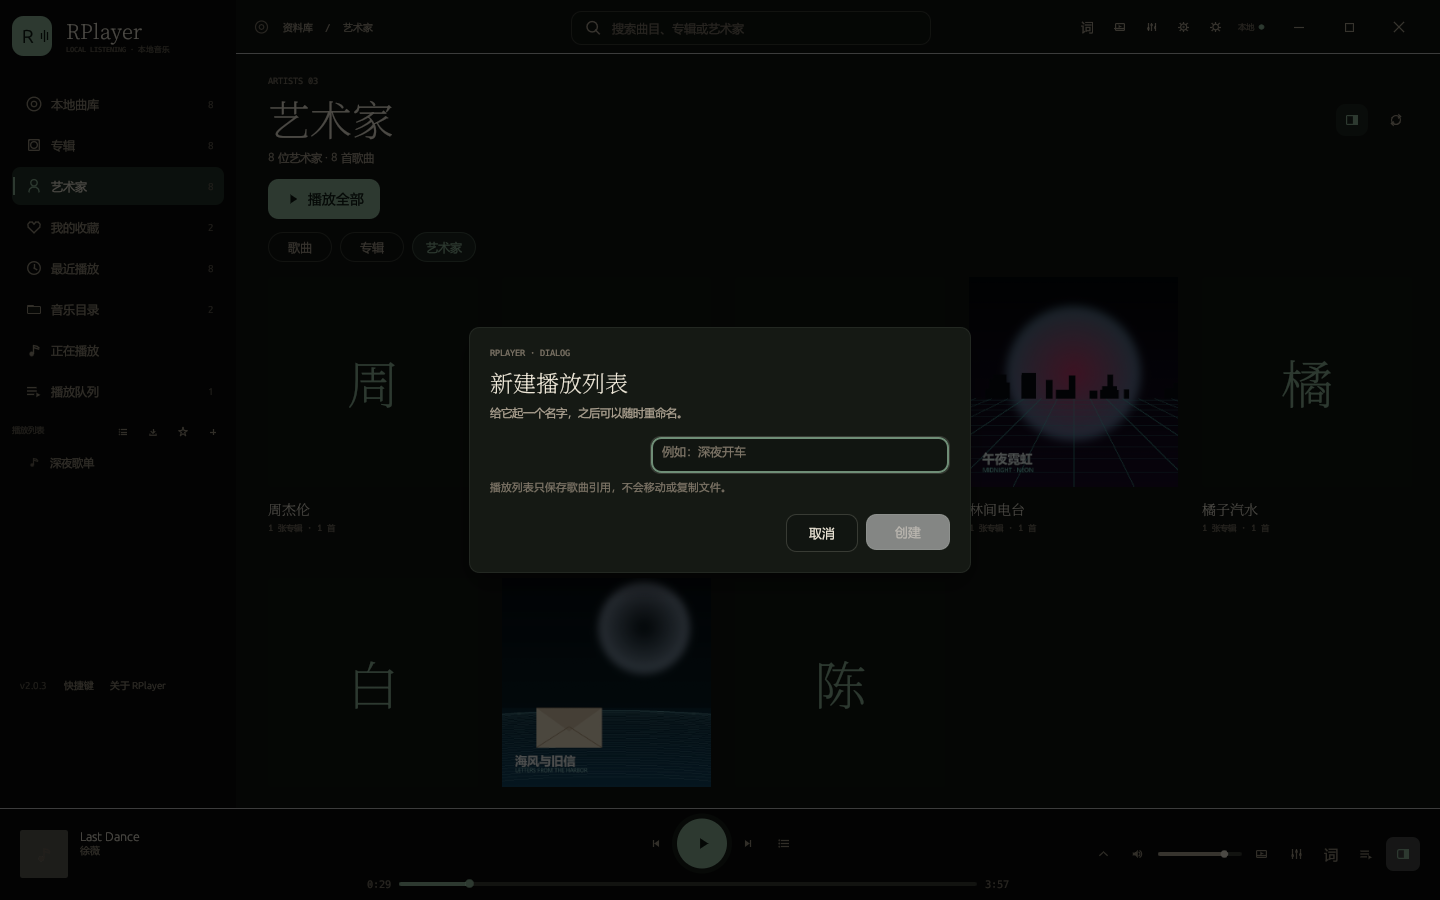 RPlayer
LOCAL LISTENING · 本地音乐
本地曲库 8
专辑 8
艺术家 8
我的收藏 2
最近播放 8
音乐目录 2
正在播放
播放队列 1
播放列表
深夜歌单
v2.0.3 快捷键 关于 RPlayer
资料库 / 艺术家
搜索曲目、专辑或艺术家
词
本地
ARTISTS 03
艺术家
8 位艺术家 · 8 首歌曲
播放全部
歌曲 专辑 艺术家
周
午夜霓虹
MIDNIGHT NEON
橘
周杰伦
1 张专辑 · 1 首
林间电台
1 张专辑 · 1 首
橘子汽水
1 张专辑 · 1 首
白
海风与旧信
LETTERS FROM THE HARBOR
陈
RPLAYER · DIALOG
新建播放列表
给它起一个名字，之后可以随时重命名。
例如：深夜开车
播放列表只保存歌曲引用，不会移动或复制文件。
取消 创建
Last Dance
徐薇
0:29 3:57
词